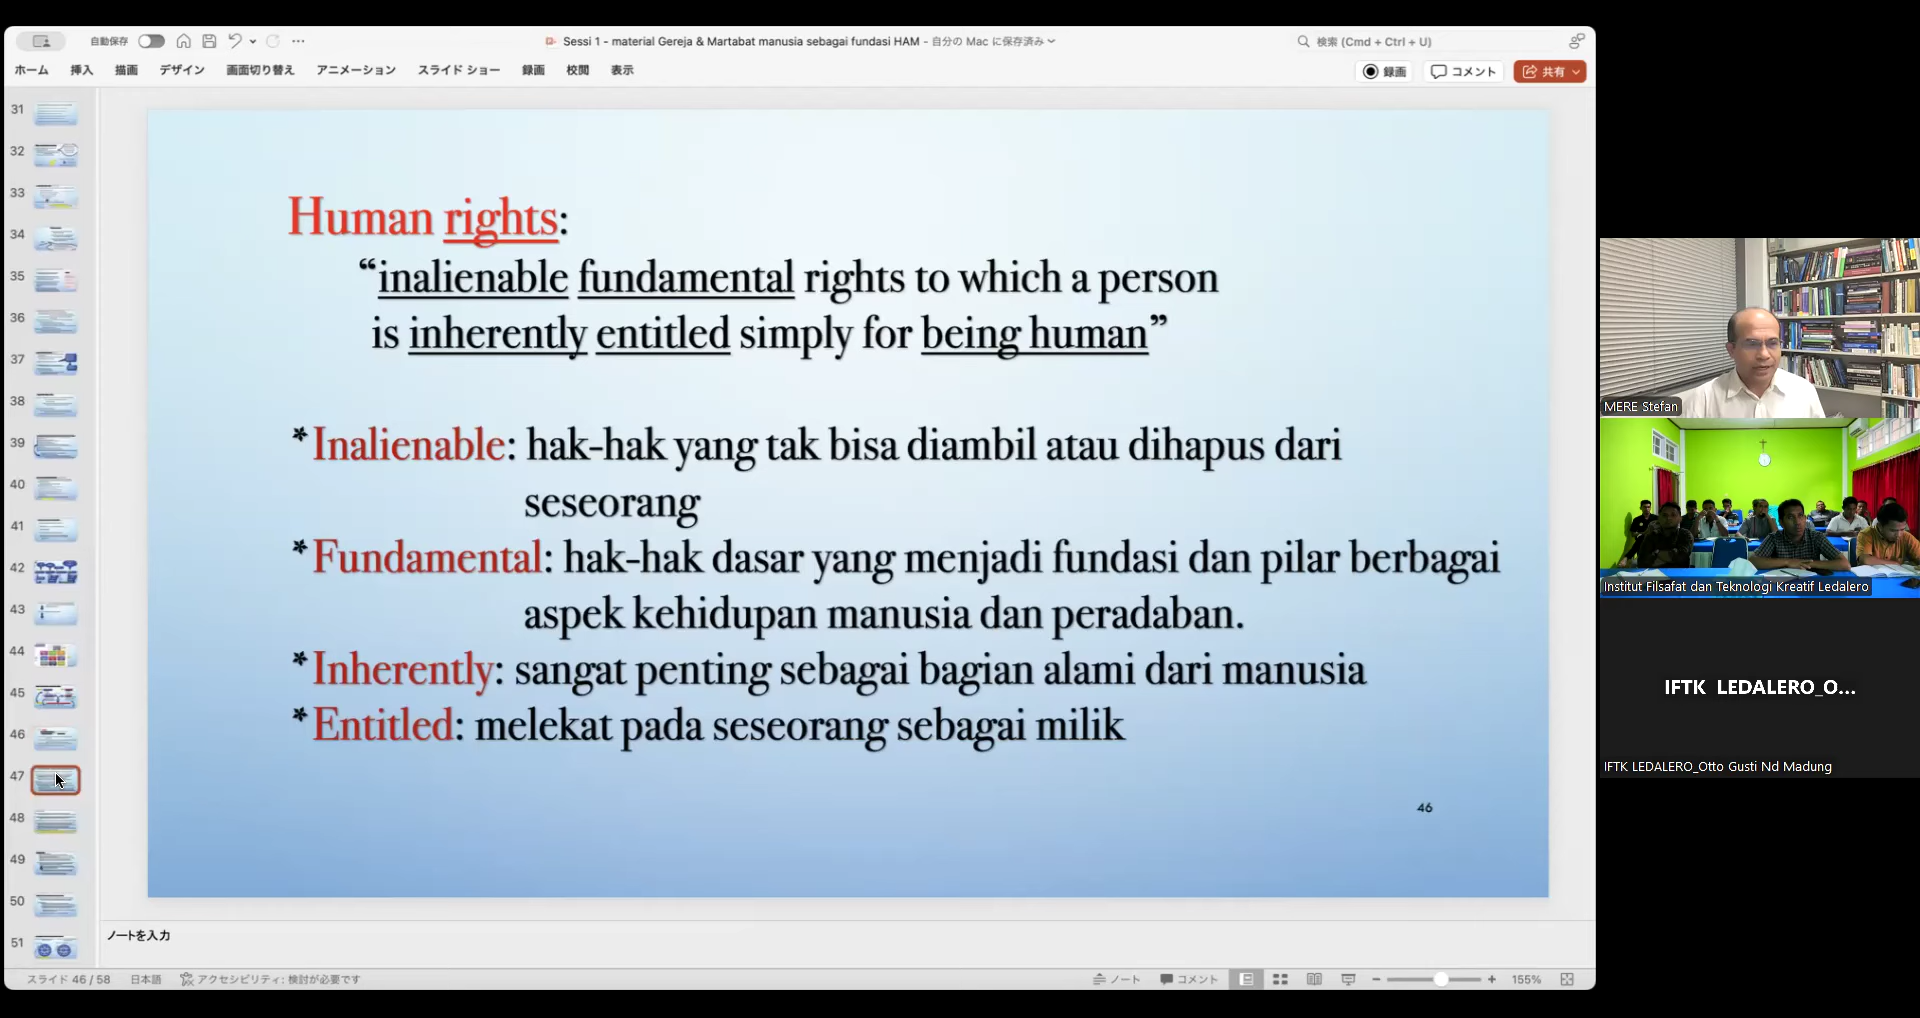 自動保存
Sessi 1 - material Gereja & Martabat manusia sebagai fundasi HAM - 自分の Mac に保存済み
検索 (Cmd + Ctrl + U)
ホーム 挿入 描画 デザイン 画面切り替え アニメーション スライド ショー 録画 校閲 表示
録画 コメント 共有
31
32
33
34
35
36
37
38
39
40
41
42
43
44
45
46
47
48
49
50
51
Human rights:
“inalienable fundamental rights to which a person
is inherently entitled simply for being human”
*Inalienable: hak-hak yang tak bisa diambil atau dihapus dari
seseorang
*Fundamental: hak-hak dasar yang menjadi fundasi dan pilar berbagai
aspek kehidupan manusia dan peradaban.
*Inherently: sangat penting sebagai bagian alami dari manusia
*Entitled: melekat pada seseorang sebagai milik
46
ノートを入力
スライド 46 / 58 日本語 アクセシビリティ: 検討が必要です
ノート コメント 155%
MERE Stefan
Institut Filsafat dan Teknologi Kreatif Ledalero
IFTK LEDALERO_O...
IFTK LEDALERO_Otto Gusti Nd Madung